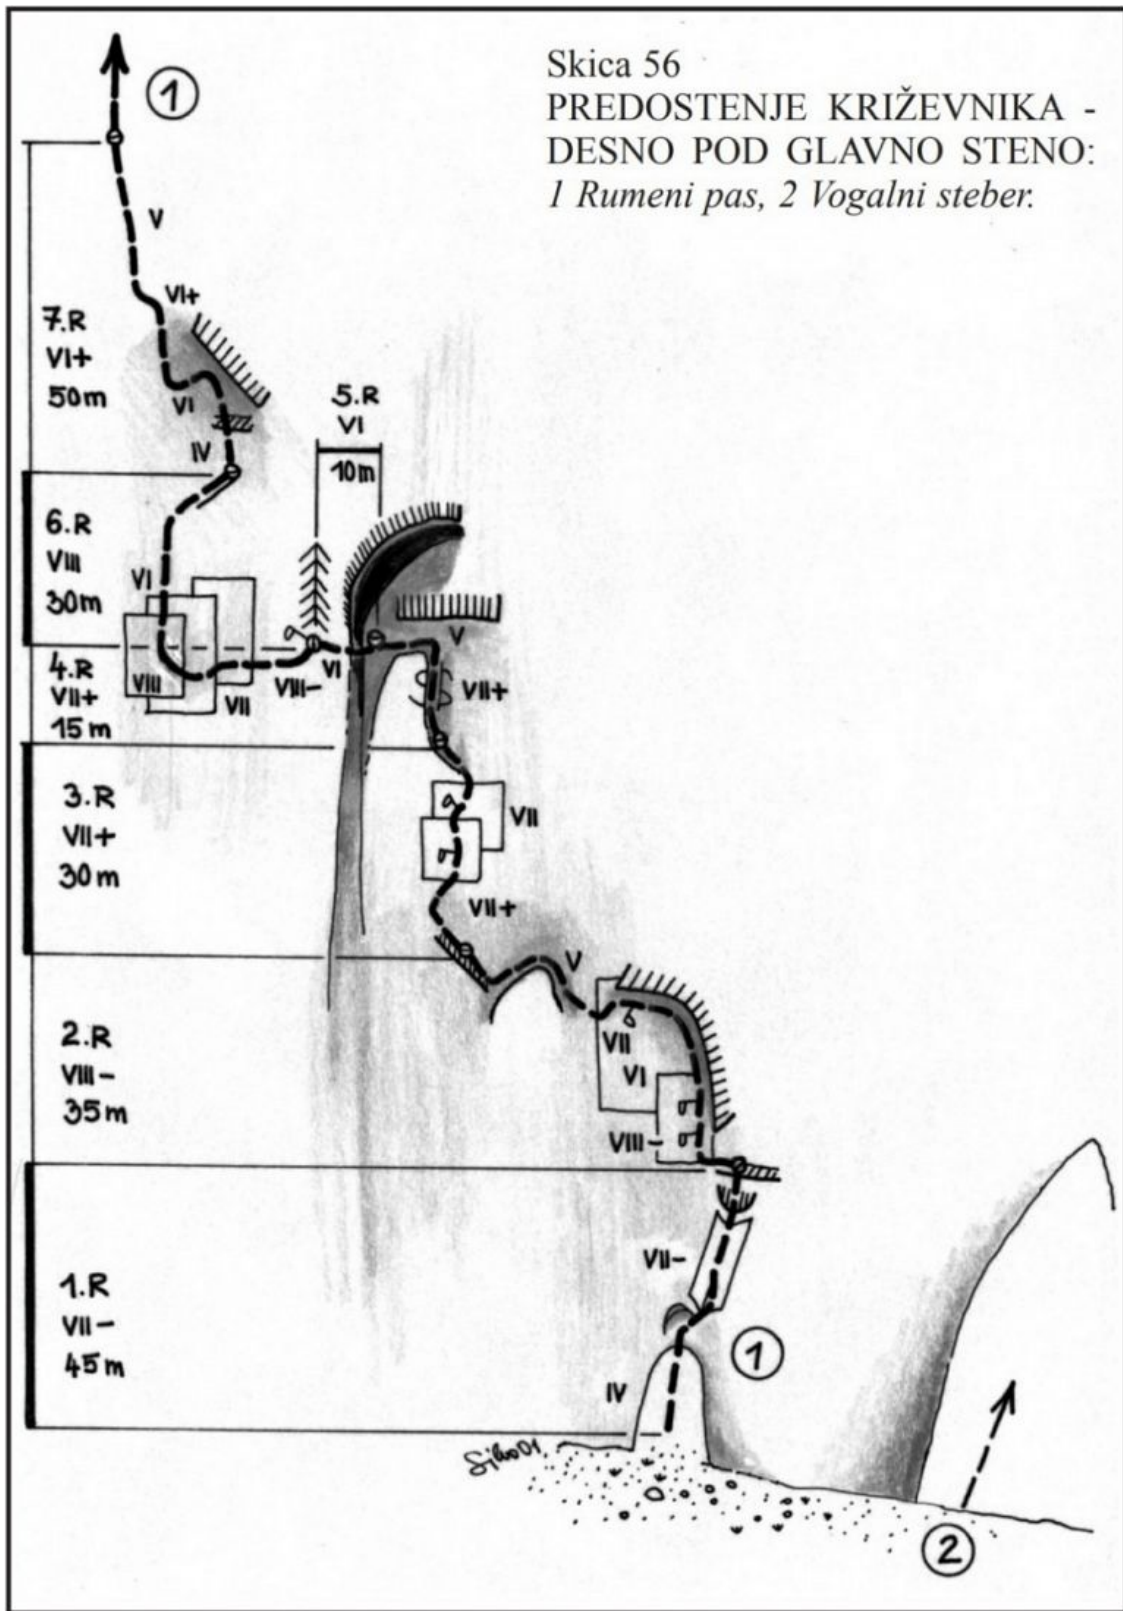 Skica 56
PREDOSTENJE KRIŽEVNIKA -
DESNO POD GLAVNO STENO:
1 Rumeni pas, 2 Vogalni steber.
1
V
VI+
7.R
VI+
50m
VI
IV
5.R
VI
10m
6.R
VIII
30m
VI
VIII
VII
VIII-
VI
V
VII+
4.R
VII+
15m
3.R
VII+
30m
VII
VII+
V
2.R
VIII-
35m
VII
VI
VIII-
1.R
VII-
45m
VII-
1
IV
2